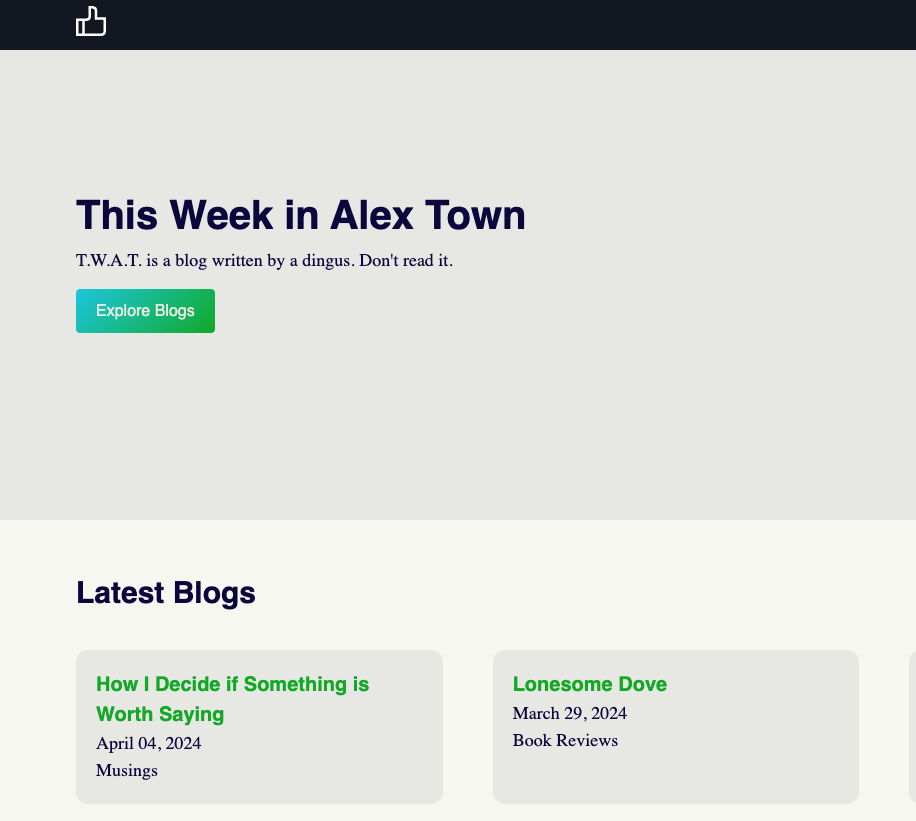 This Week in Alex Town
T.W.A.T. is a blog written by a dingus. Don't read it.
Explore Blogs
Latest Blogs
How I Decide if Something is
Worth Saying
April 04, 2024
Musings
Lonesome Dove
March 29, 2024
Book Reviews